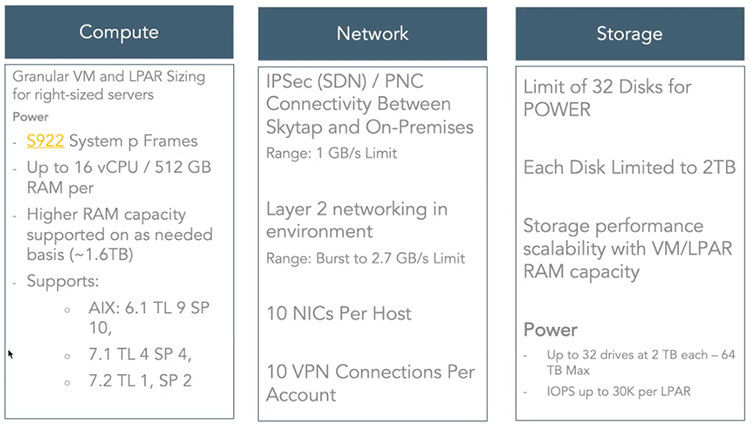 Compute
Granular VM and LPAR Sizing
for right-sized servers
Power
- S922 System p Frames
- Up to 16 vCPU / 512 GB
RAM per
- Higher RAM capacity
supported on as needed
basis (~1.6TB)
- Supports:
○ AIX: 6.1 TL 9 SP
10,
○ 7.1 TL 4 SP 4,
○ 7.2 TL 1, SP 2
Network
IPSec (SDN) / PNC
Connectivity Between
Skytap and On-Premises
Range: 1 GB/s Limit
Layer 2 networking in
environment
Range: Burst to 2.7 GB/s Limit
10 NICs Per Host
10 VPN Connections Per
Account
Storage
Limit of 32 Disks for
POWER
Each Disk Limited to 2TB
Storage performance
scalability with VM/LPAR
RAM capacity
Power
- Up to 32 drives at 2 TB each – 64
TB Max
- IOPS up to 30K per LPAR